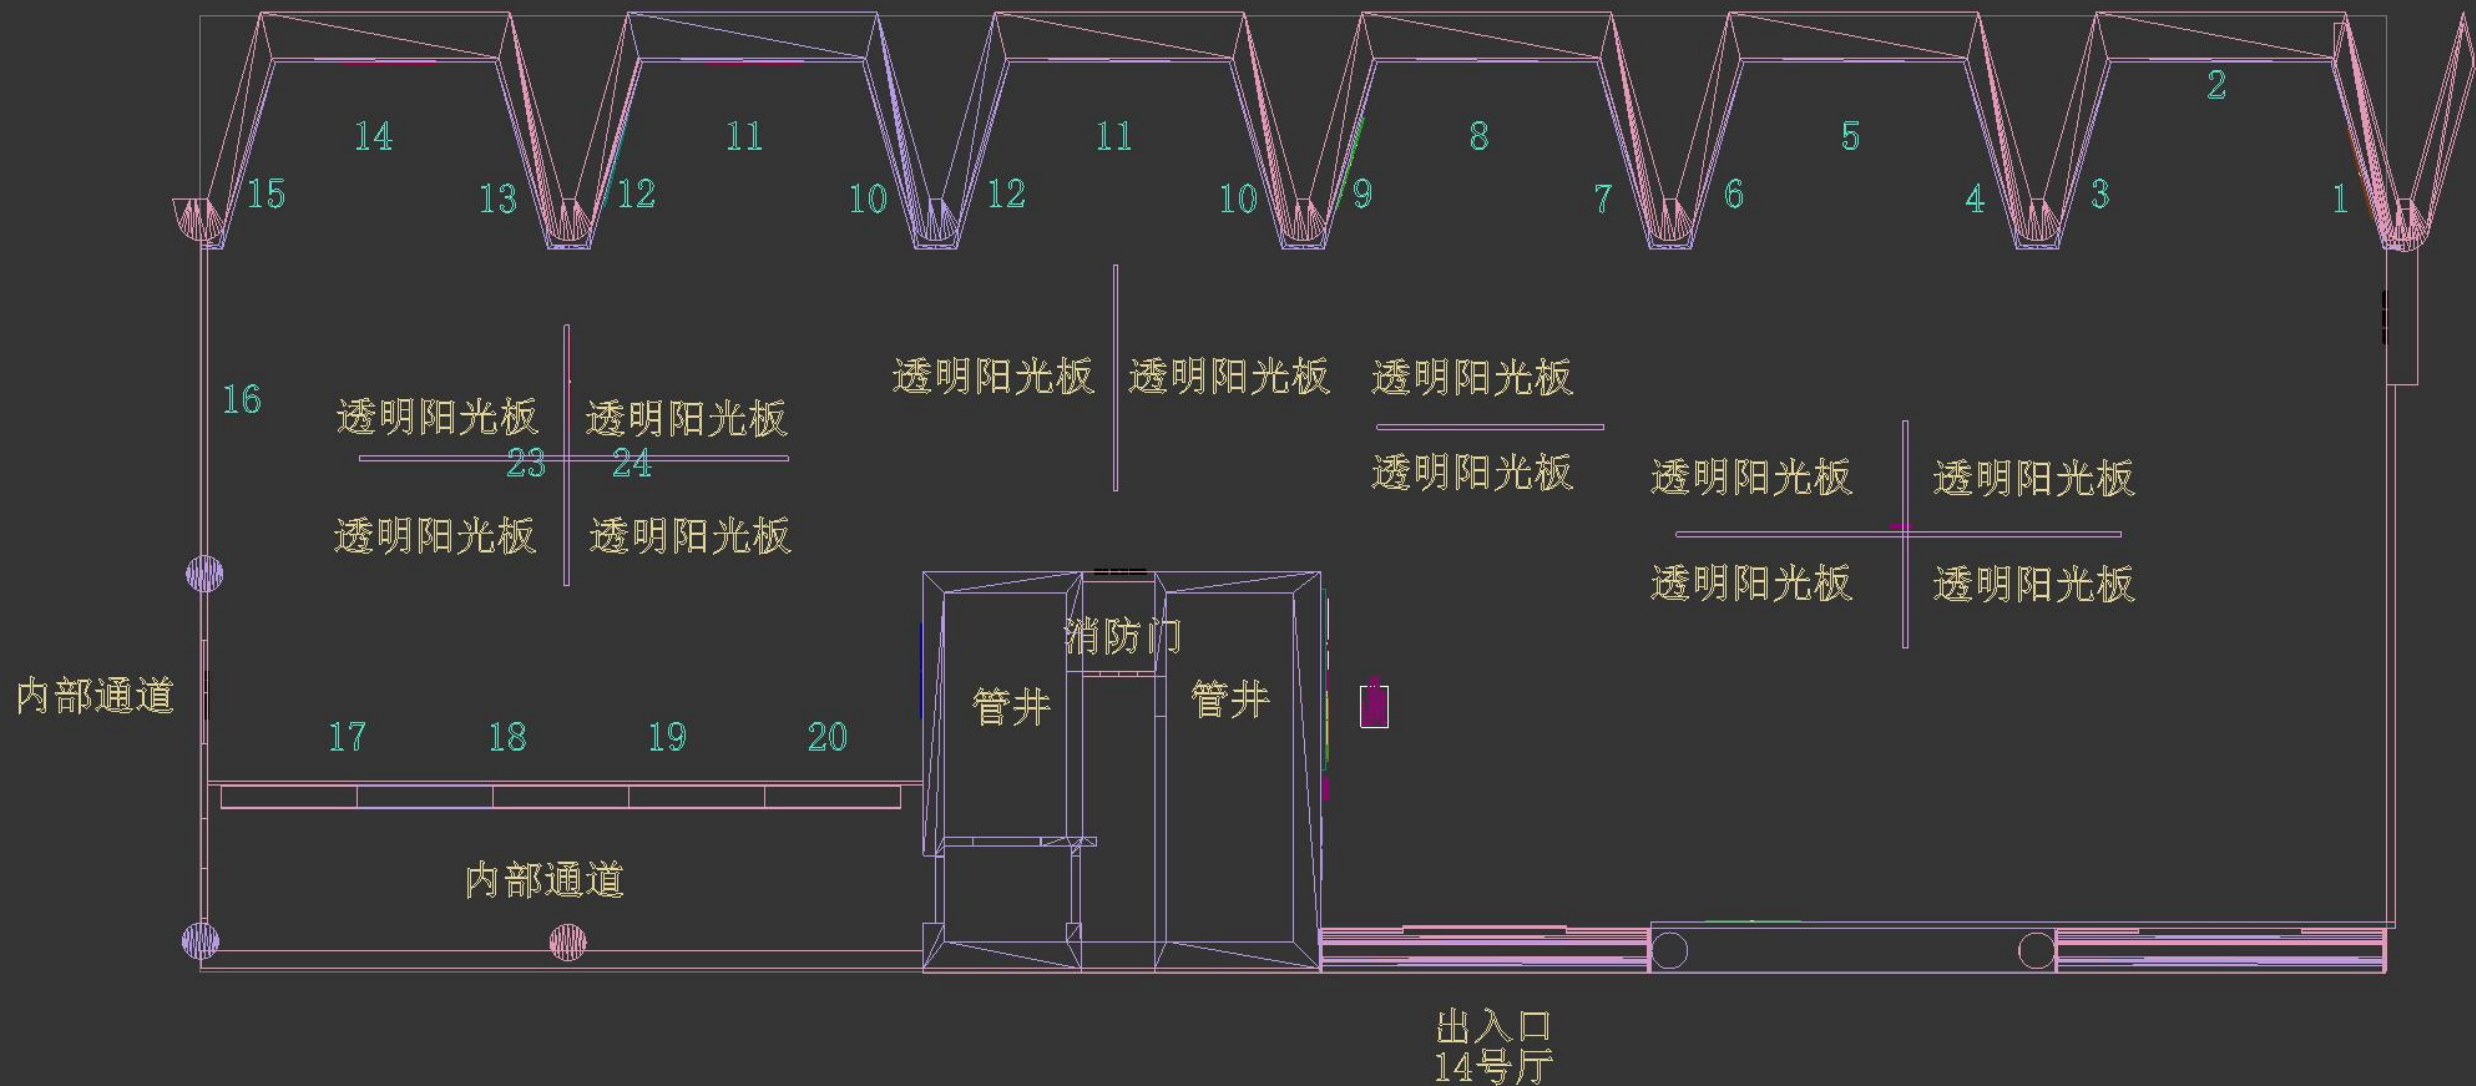 2
14
11
11
8
5
15
13
12
10
12
10
9
7
6
4
3
1
透明阳光板
透明阳光板
透明阳光板
16
透明阳光板
透明阳光板
23
24
透明阳光板
透明阳光板
透明阳光板
透明阳光板
透明阳光板
透明阳光板
透明阳光板
透明阳光板
消防门
内部通道
管井
管井
17
18
19
20
内部通道
出入口
14号厅